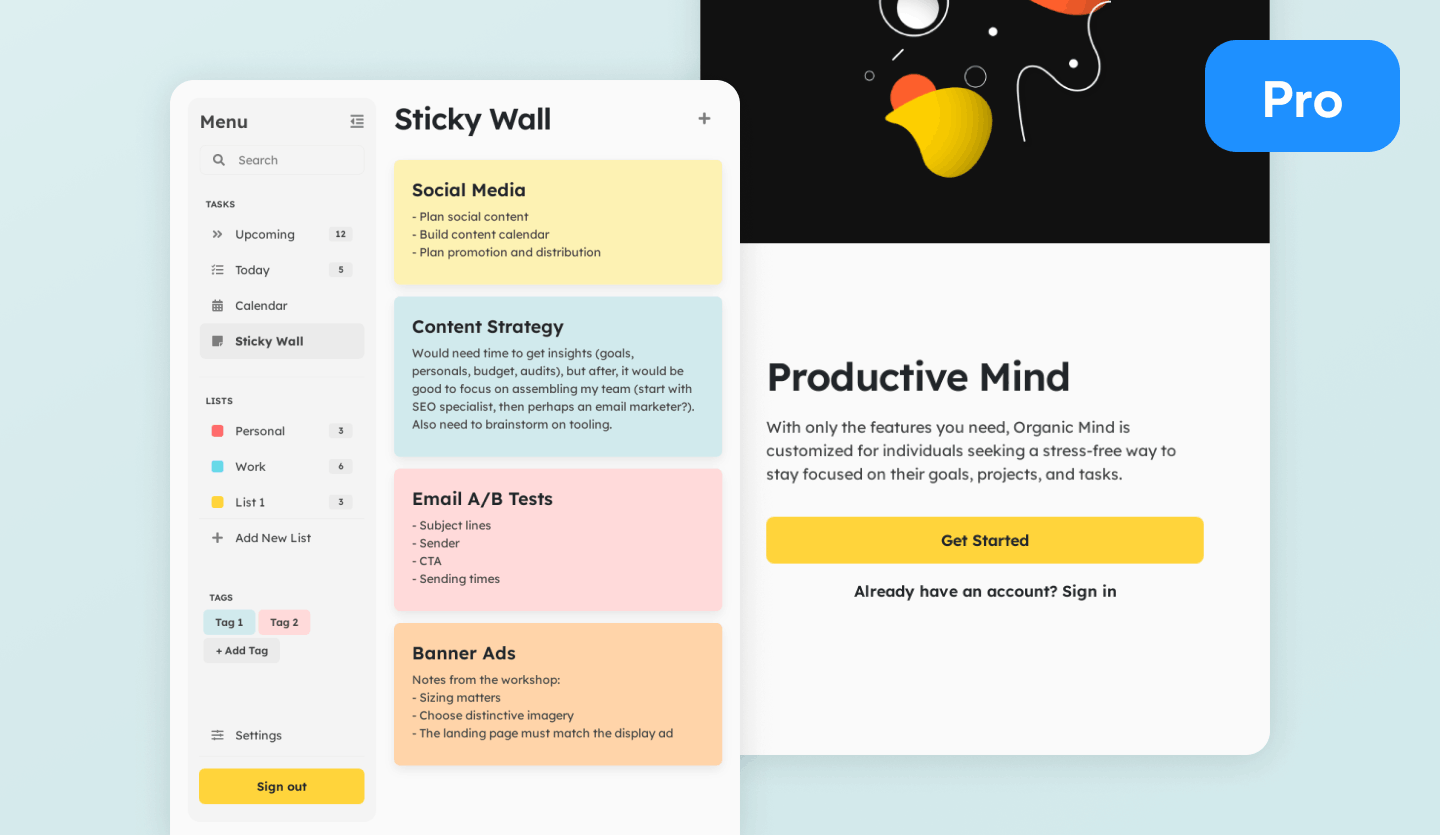 Pro
Menu
Search
TASKS
Upcoming 12
Today 5
Calendar
Sticky Wall
LISTS
Personal 3
Work 6
List 1 3
Add New List
TAGS
Tag 1 Tag 2
+ Add Tag
Settings
Sign out
Sticky Wall
Social Media
- Plan social content
- Build content calendar
- Plan promotion and distribution
Content Strategy
Would need time to get insights (goals,
personals, budget, audits), but after, it would be
good to focus on assembling my team (start with
SEO specialist, then perhaps an email marketer?).
Also need to brainstorm on tooling.
Email A/B Tests
- Subject lines
- Sender
- CTA
- Sending times
Banner Ads
Notes from the workshop:
- Sizing matters
- Choose distinctive imagery
- The landing page must match the display ad
Productive Mind
With only the features you need, Organic Mind is
customized for individuals seeking a stress-free way to
stay focused on their goals, projects, and tasks.
Get Started
Already have an account? Sign in